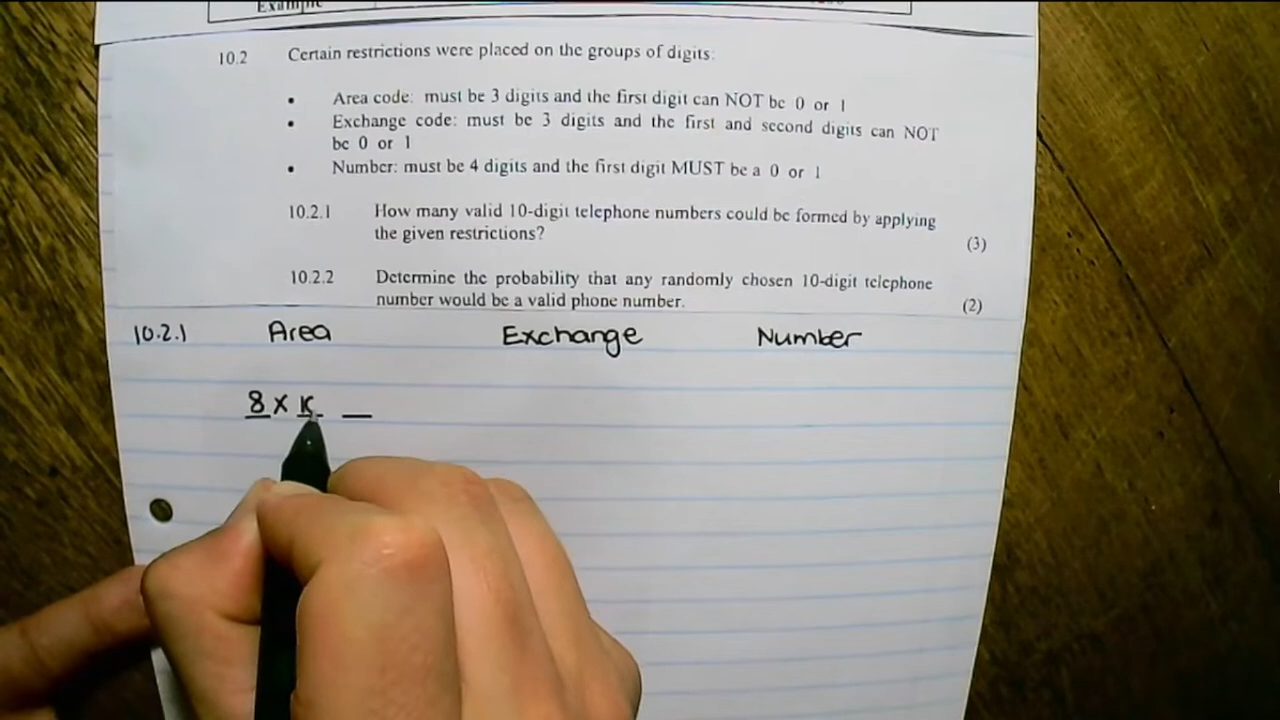 Example
10.2 Certain restrictions were placed on the groups of digits:
• Area code: must be 3 digits and the first digit can NOT be 0 or 1
• Exchange code: must be 3 digits and the first and second digits can NOT
be 0 or 1
• Number: must be 4 digits and the first digit MUST be a 0 or 1
10.2.1 How many valid 10-digit telephone numbers could be formed by applying
the given restrictions?
(3)
10.2.2 Determine the probability that any randomly chosen 10-digit telephone
number would be a valid phone number.
(2)
10.2.1 Area Exchange Number
8 x